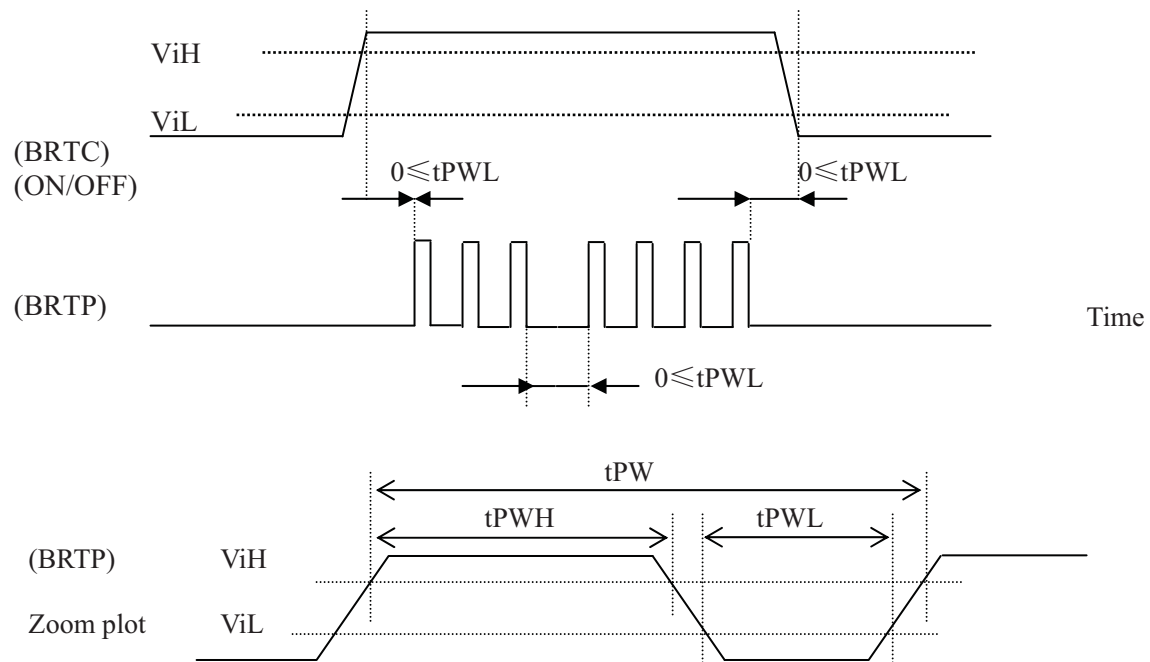 ViH
ViL
(BRTC)
(ON/OFF)
0≦tPWL
0≦tPWL
(BRTP)
Time
0≦tPWL
tPW
tPWH
tPWL
(BRTP)
ViH
Zoom plot
ViL